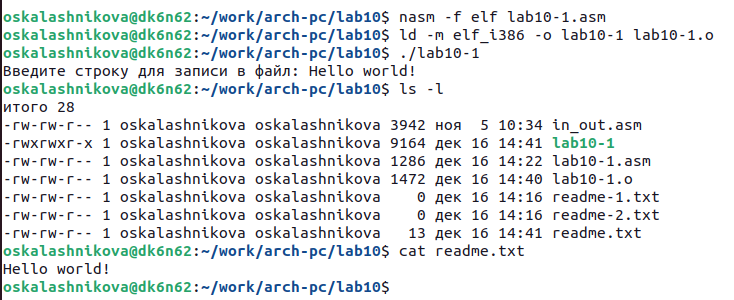 oskalashnikova@dk6n62:~/work/arch-pc/lab10$ nasm -f elf lab10-1.asm
oskalashnikova@dk6n62:~/work/arch-pc/lab10$ ld -m elf_i386 -o lab10-1 lab10-1.o
oskalashnikova@dk6n62:~/work/arch-pc/lab10$ ./lab10-1
Введите строку для записи в файл: Hello world!
oskalashnikova@dk6n62:~/work/arch-pc/lab10$ ls -l
итого 28
-rw-rw-r-- 1 oskalashnikova oskalashnikova 3942 ноя  5 10:34 in_out.asm
-rwxrwxr-x 1 oskalashnikova oskalashnikova 9164 дек 16 14:41 lab10-1
-rw-rw-r-- 1 oskalashnikova oskalashnikova 1286 дек 16 14:22 lab10-1.asm
-rw-rw-r-- 1 oskalashnikova oskalashnikova 1472 дек 16 14:40 lab10-1.o
-rw-rw-r-- 1 oskalashnikova oskalashnikova    0 дек 16 14:16 readme-1.txt
-rw-rw-r-- 1 oskalashnikova oskalashnikova    0 дек 16 14:16 readme-2.txt
-rw-rw-r-- 1 oskalashnikova oskalashnikova   13 дек 16 14:41 readme.txt
oskalashnikova@dk6n62:~/work/arch-pc/lab10$ cat readme.txt
Hello world!
oskalashnikova@dk6n62:~/work/arch-pc/lab10$